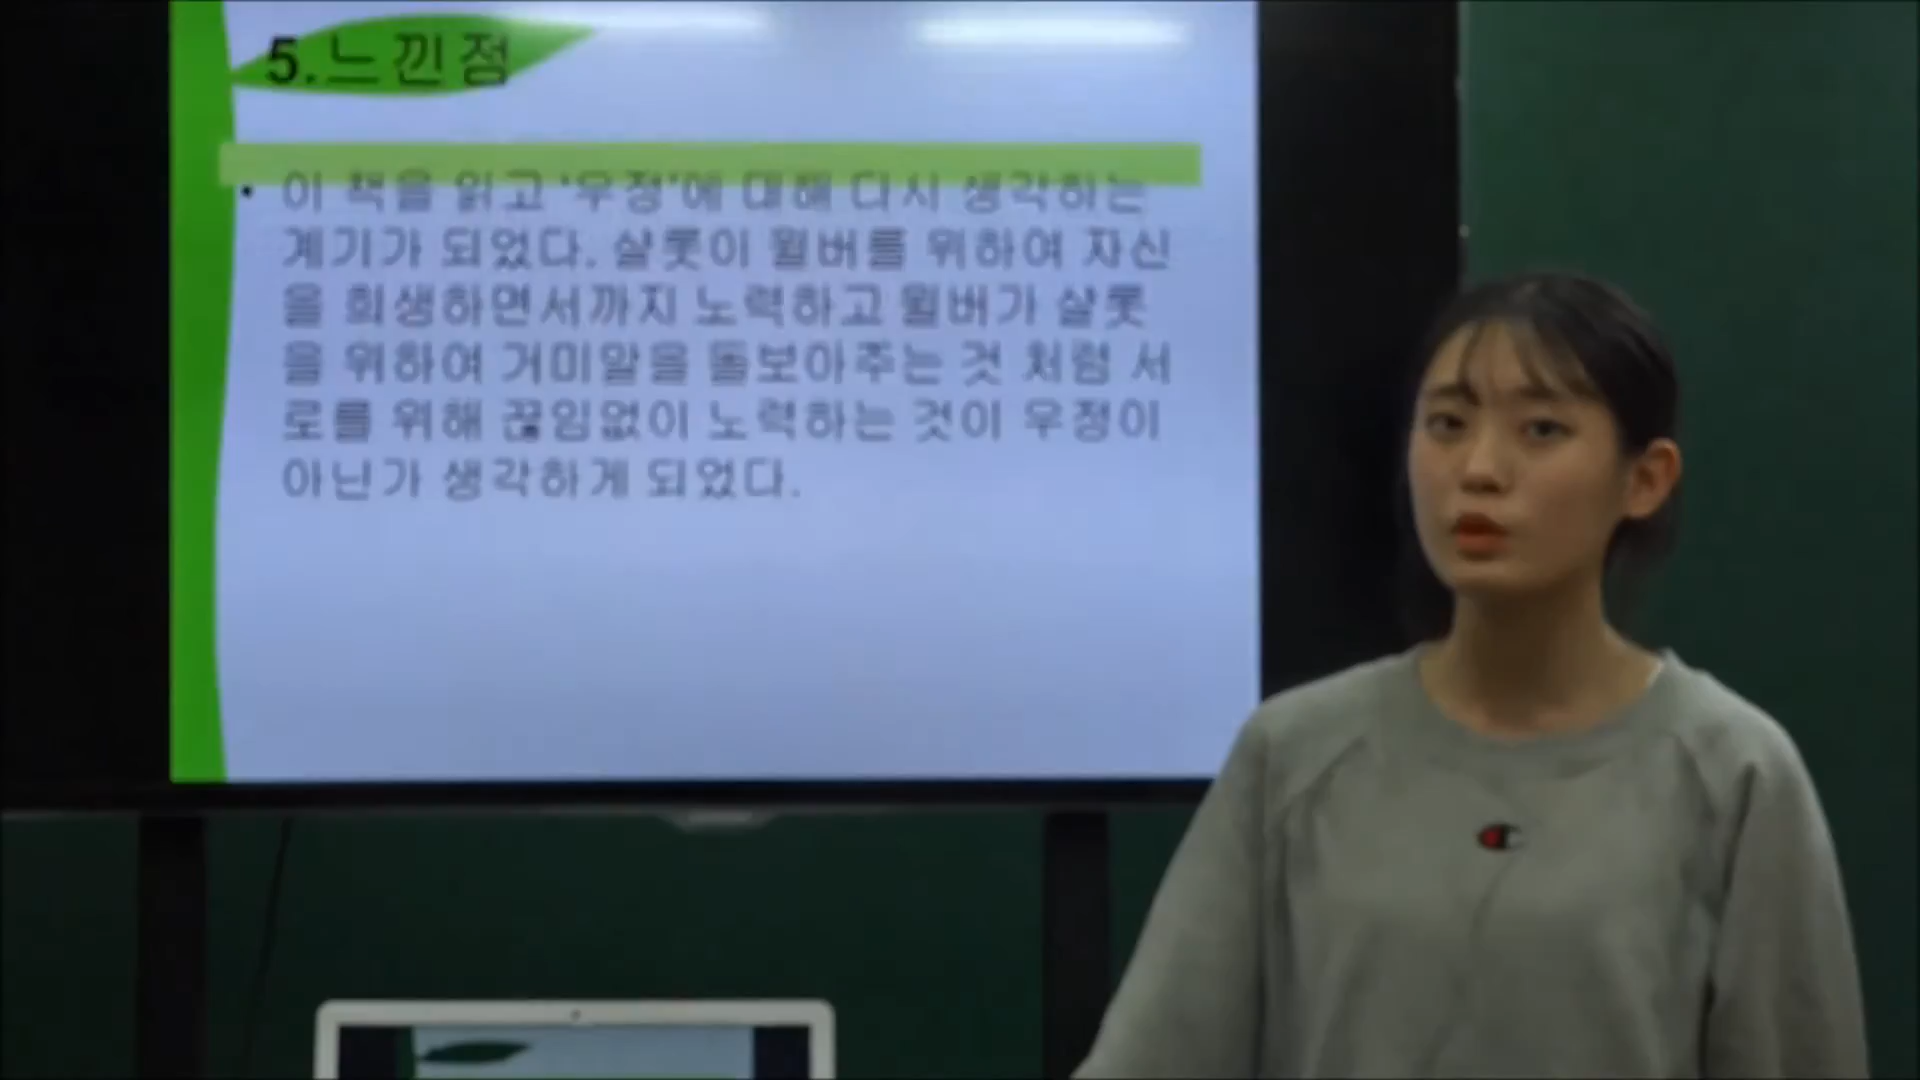 5.느낀점
• 이 책을 읽고 '우정'에 대해 다시 생각하는
계기가 되었다. 샬롯이 윌버를 위하여 자신
을 희생하면서까지 노력하고 윌버가 샬롯
을 위하여 거미알을 돌보아주는 것 처럼 서
로를 위해 끊임없이 노력하는 것이 우정이
아닌가 생각하게 되었다.